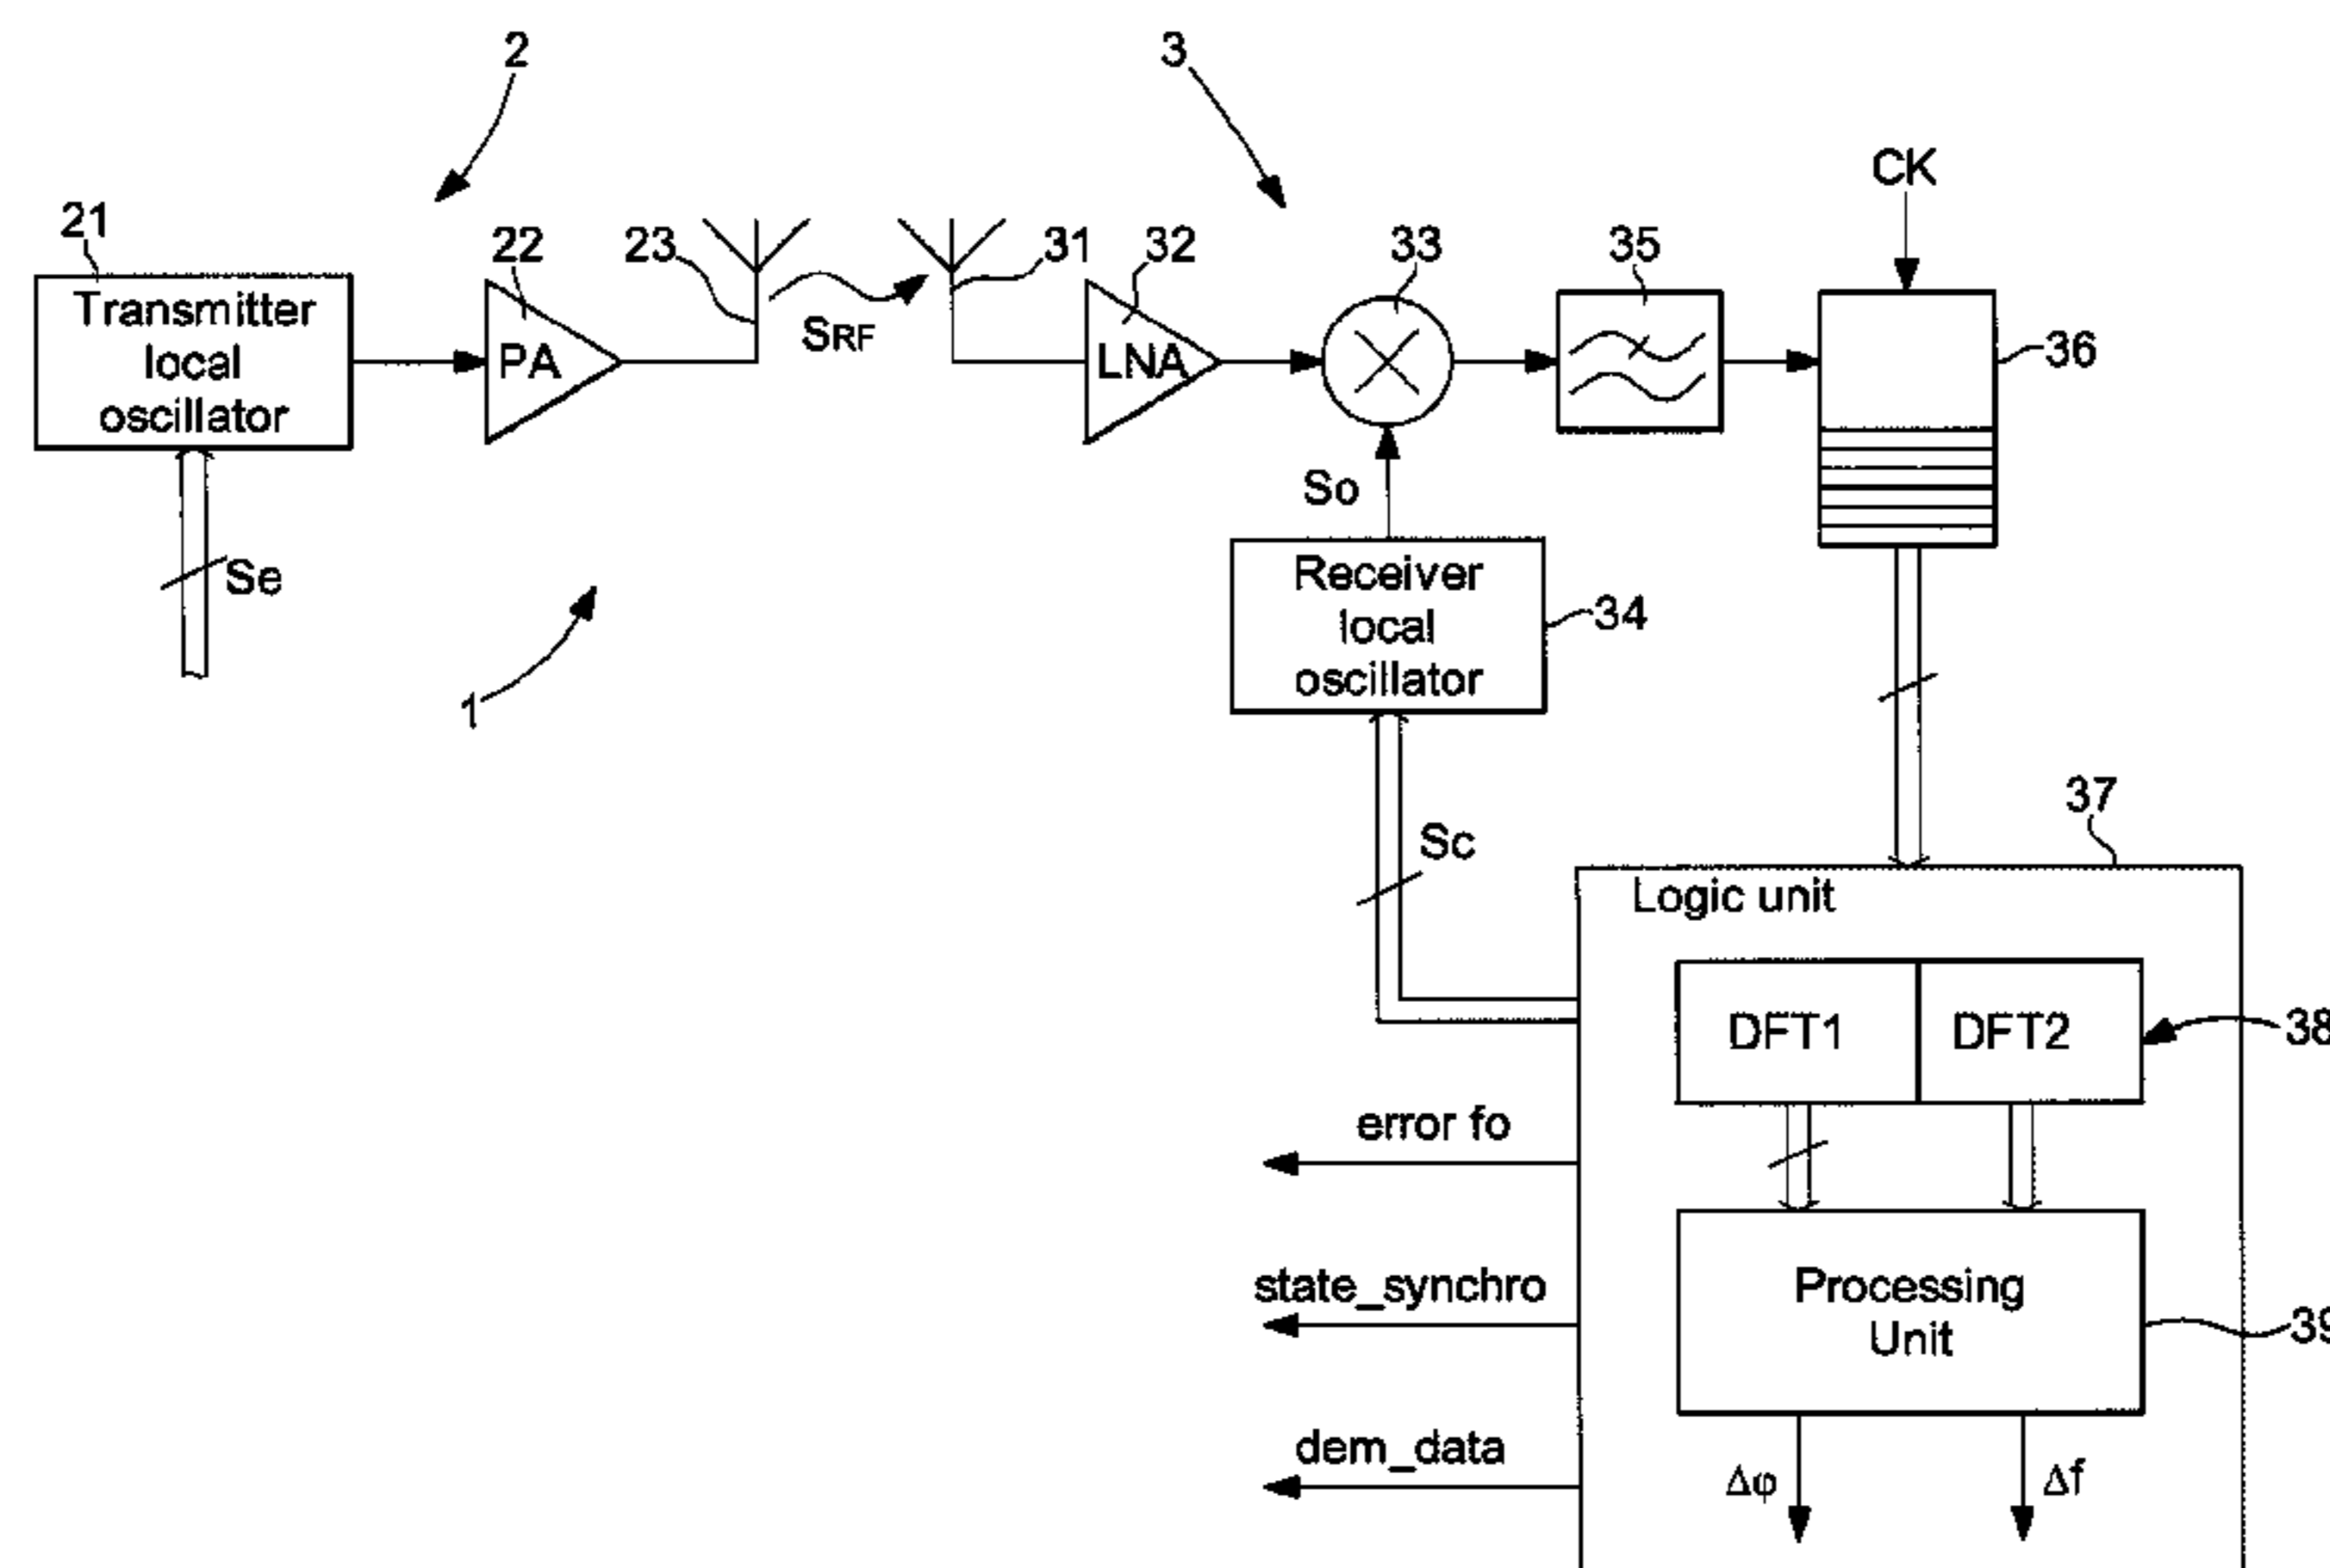 2
3
CK
21
22
23
31
32
33
35
36
Transmitter
local
oscillator
PA
SRF
LNA
So
Se
Receiver
local
oscillator
34
1
37
Sc
Logic unit
DFT1
DFT2
38
error fo
state_synchro
Processing
Unit
39
dem_data
Δφ
Δf